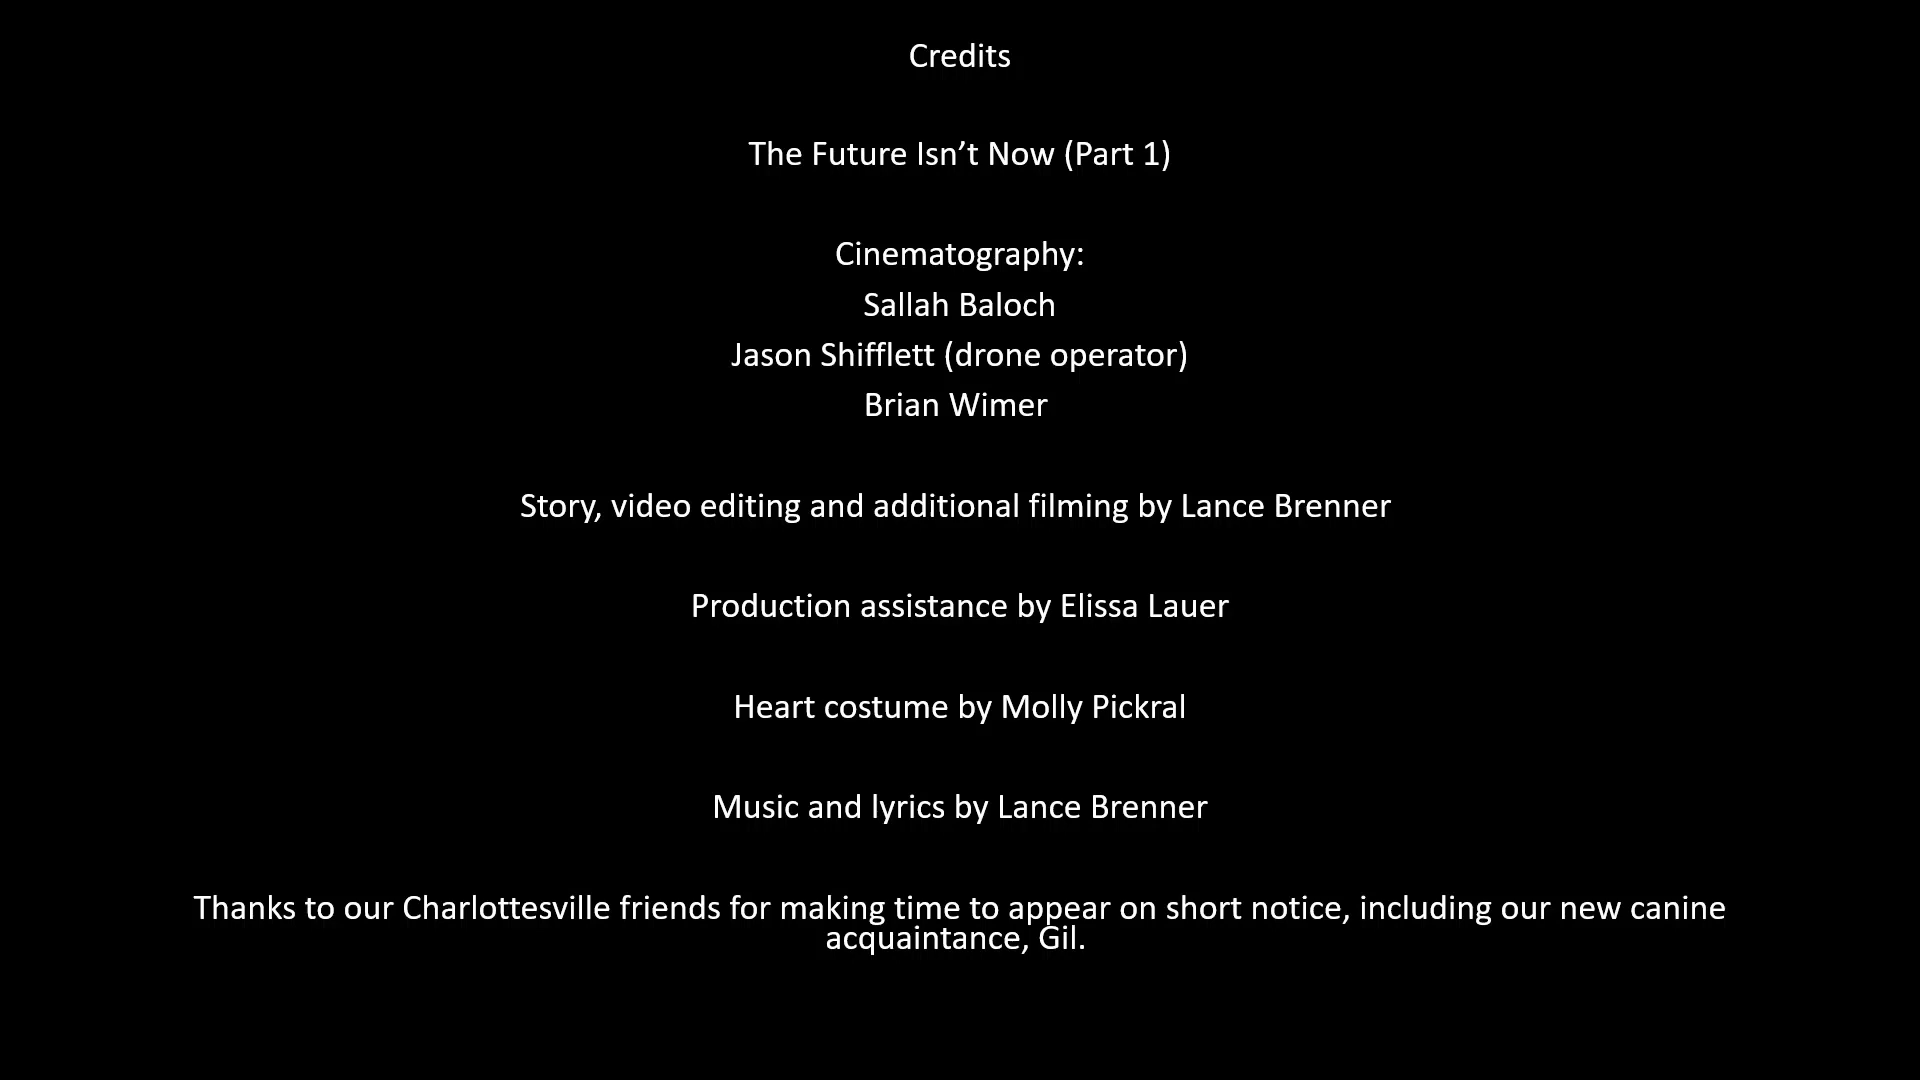 Credits
The Future Isn’t Now (Part 1)
Cinematography:
Sallah Baloch
Jason Shifflett (drone operator)
Brian Wimer
Story, video editing and additional filming by Lance Brenner
Production assistance by Elissa Lauer
Heart costume by Molly Pickral
Music and lyrics by Lance Brenner
Thanks to our Charlottesville friends for making time to appear on short notice, including our new canine
acquaintance, Gil.